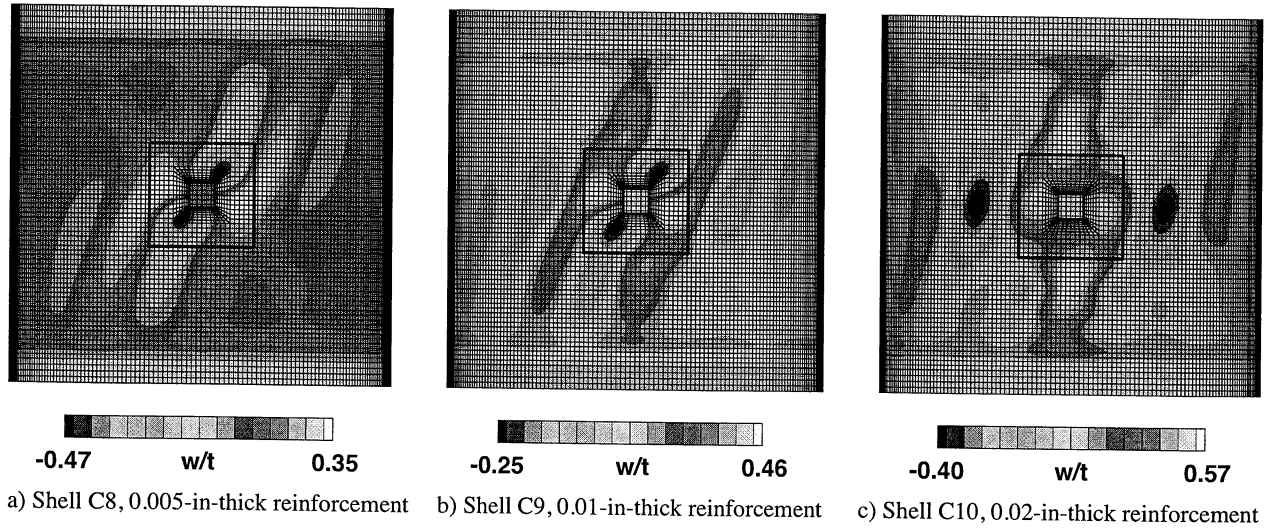 -0.47 w/t 0.35
-0.25 w/t 0.46
-0.40 w/t 0.57
a) Shell C8, 0.005-in-thick reinforcement
b) Shell C9, 0.01-in-thick reinforcement
c) Shell C10, 0.02-in-thick reinforcement